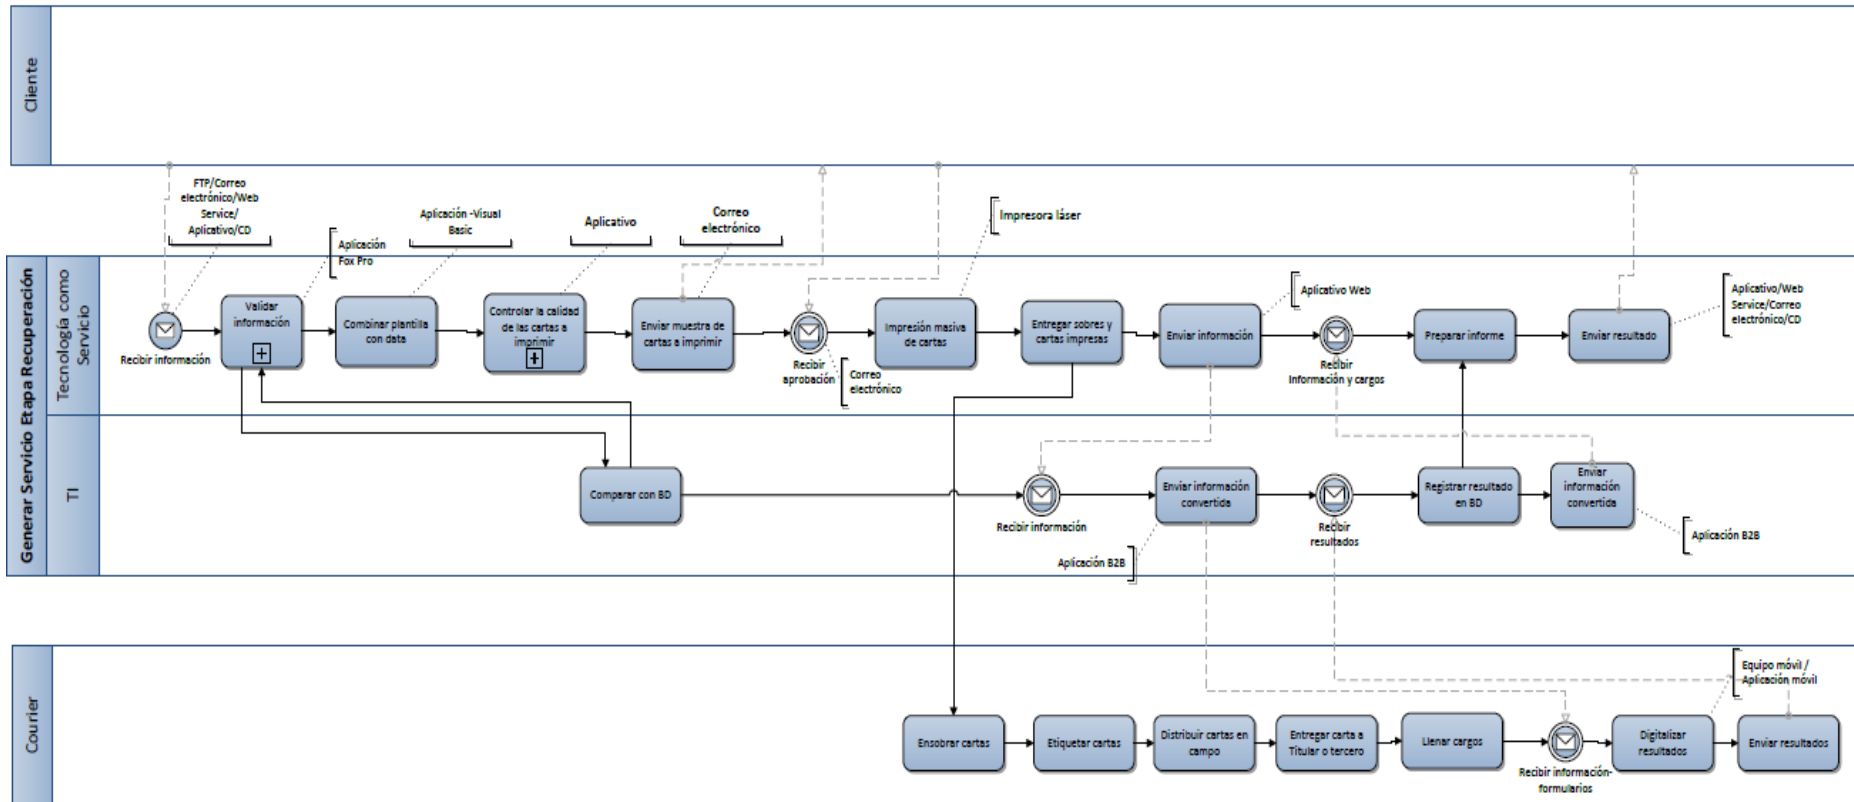 Cliente
FTP/Correo
electrónico/Web
Service/
Aplicativo/CD
Aplicación
Fox Pro
Aplicación -Visual
Basic
Aplicativo
Correo
electrónico
Impresora láser
Generar Servicio Etapa Recuperación
Tecnología como
Servicio
Recibir información
Validar
información
Combinar plantilla
con data
Controlar la calidad
de las cartas a
imprimir
Enviar muestra de
cartas a imprimir
Recibir
aprobación
Correo
electrónico
Impresión masiva
de cartas
Entregar sobres y
cartas impresas
Enviar información
Aplicativo Web
Recibir
Información y cargos
Preparar informe
Enviar resultado
Aplicativo/Web
Service/Correo
electrónico/CD
TI
Comparar con BD
Recibir información
Enviar información
convertida
Aplicación B2B
Recibir
resultados
Registrar resultado
en BD
Enviar
información
convertida
Aplicación B2B
Courier
Ensobrar cartas
Etiquetar cartas
Distribuir cartas en
campo
Entregar carta a
Titular o tercero
Llenar cargos
Recibir información-
formularios
Digitalizar
resultados
Equipo móvil /
Aplicación móvil
Enviar resultados